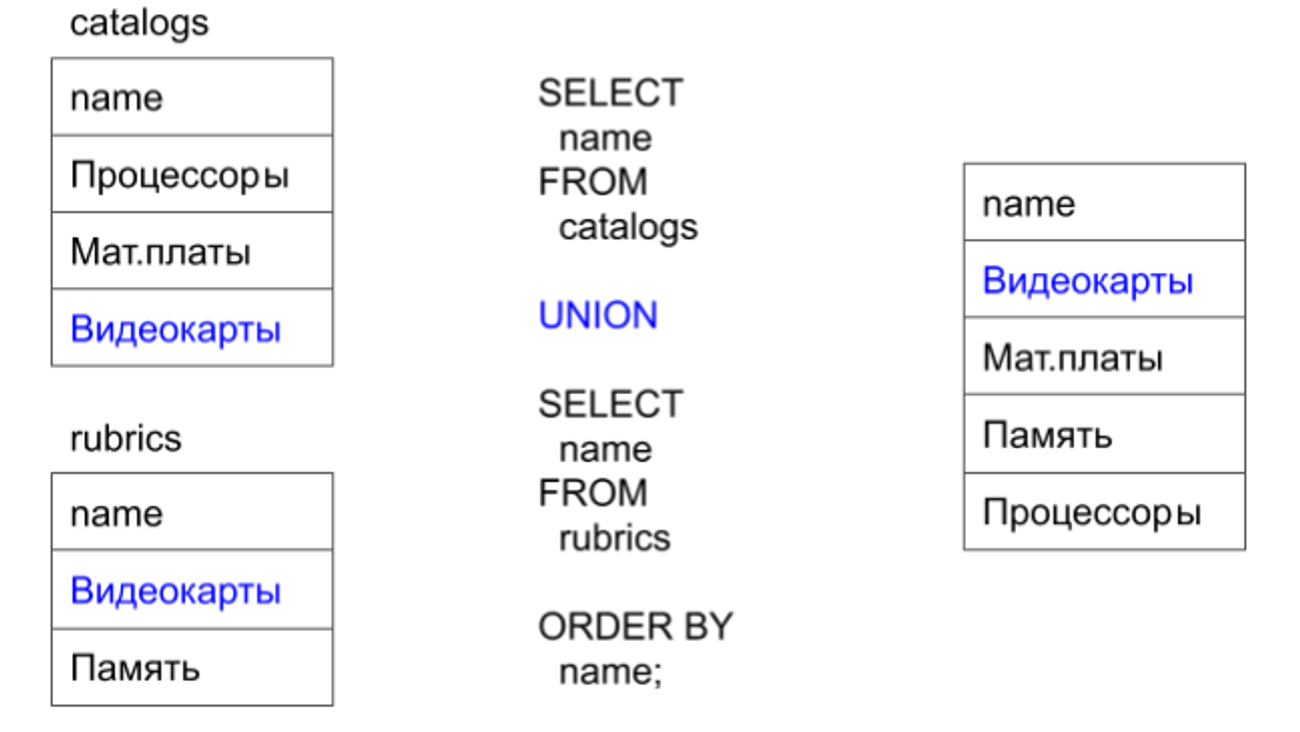 catalogs
name
Процессоры
Мат.платы
Видеокарты
rubrics
name
Видеокарты
Память
SELECT
name
FROM
catalogs
UNION
SELECT
name
FROM
rubrics
ORDER BY
name;
name
Видеокарты
Мат.платы
Память
Процессоры